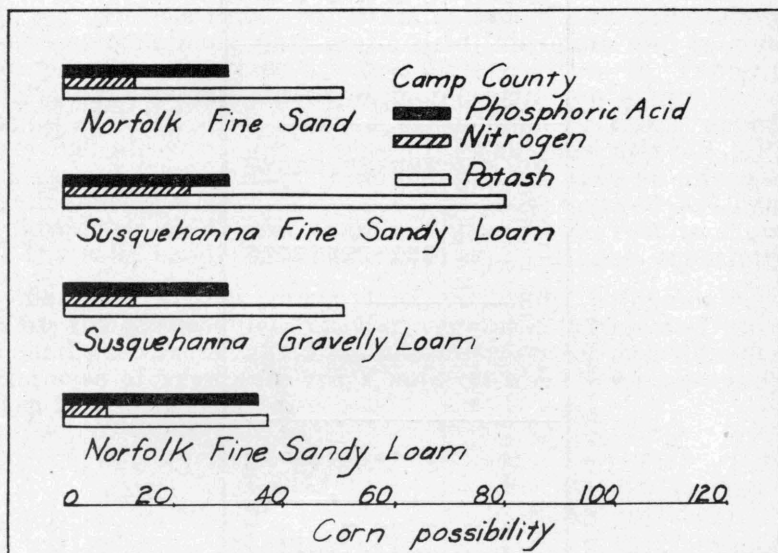 Camp County
Phosphoric Acid
Nitrogen
Potash
Norfolk Fine Sand
Susquehanna Fine Sandy Loam
Susquehanna Gravelly Loam
Norfolk Fine Sandy Loam
0 20 40 60 80 100 120
Corn possibility